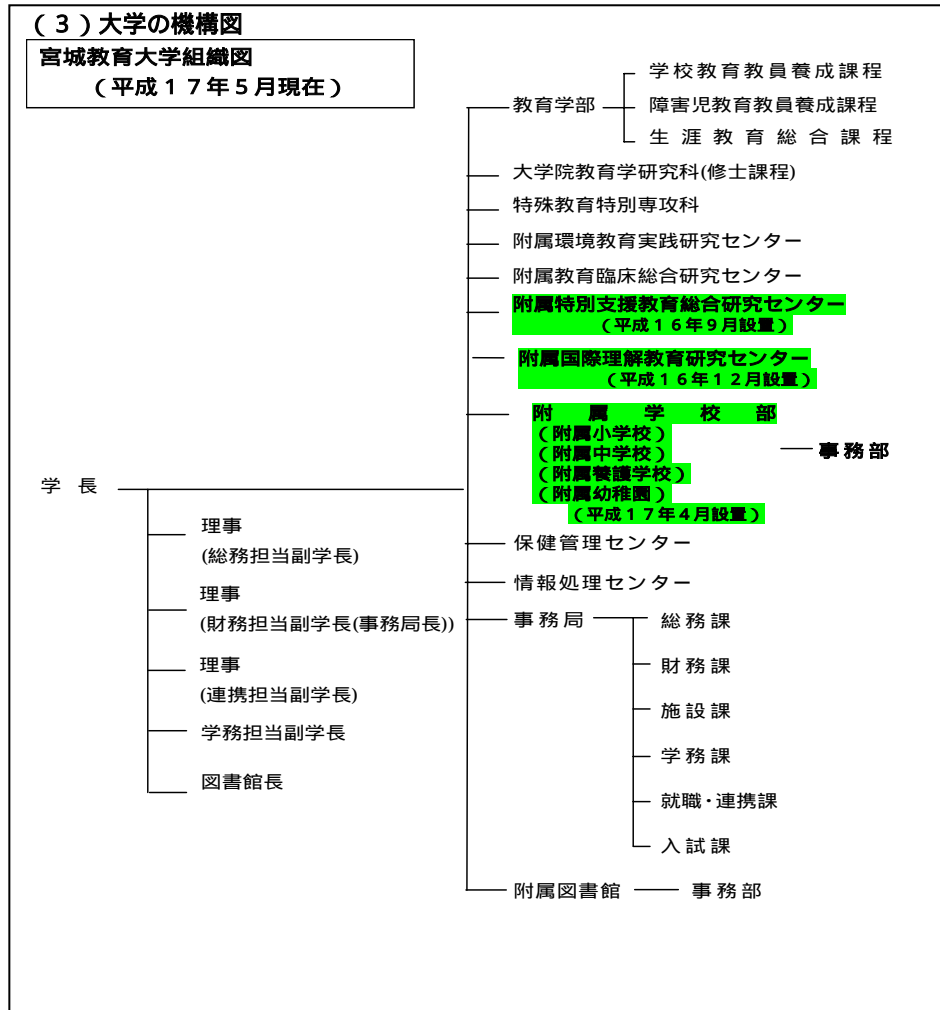 （３）大学の機構図
宮城教育大学組織図
（平成１７年５月現在）
学校教育教員養成課程
教育学部
障害児教育教員養成課程
生涯教育総合課程
大学院教育学研究科(修士課程)
特殊教育特別専攻科
附属環境教育実践研究センター
附属教育臨床総合研究センター
附属特別支援教育総合研究センター
（平成１６年９月設置）
附属国際理解教育研究センター
（平成１６年１２月設置）
附属学校部
（附属小学校）
（附属中学校）
事務部
（附属養護学校）
（附属幼稚園）
（平成１７年４月設置）
学長
理事
(総務担当副学長)
理事
(財務担当副学長(事務局長))
理事
(連携担当副学長)
学務担当副学長
図書館長
保健管理センター
情報処理センター
事務局
総務課
財務課
施設課
学務課
就職・連携課
入試課
附属図書館
事務部